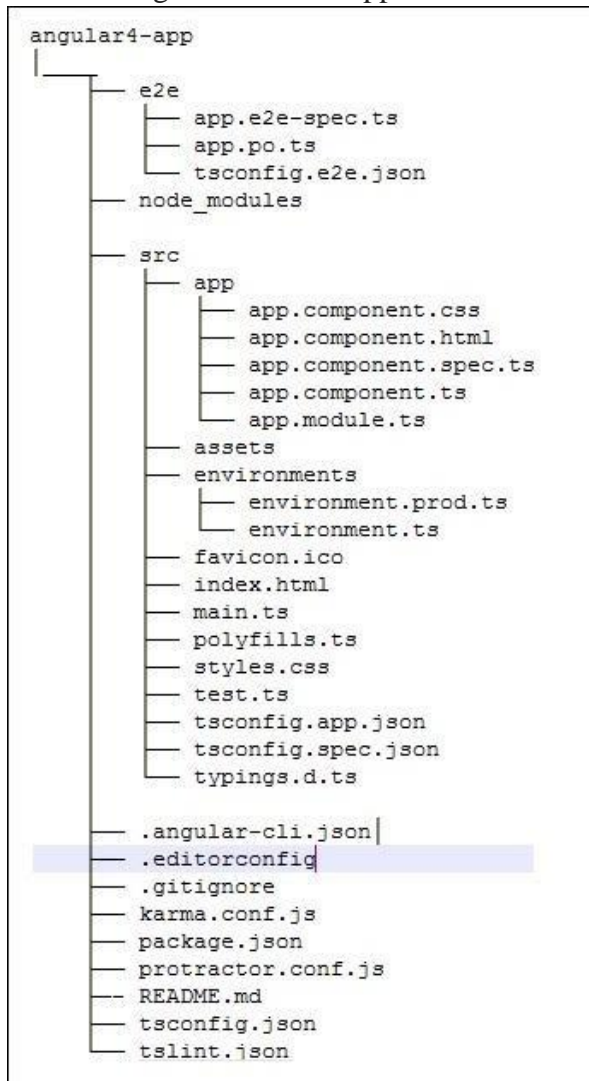 angular4-app
e2e
app.e2e-spec.ts
app.po.ts
tsconfig.e2e.json
node_modules
src
app
app.component.css
app.component.html
app.component.spec.ts
app.component.ts
app.module.ts
assets
environments
environment.prod.ts
environment.ts
favicon.ico
index.html
main.ts
polyfills.ts
styles.css
test.ts
tsconfig.app.json
tsconfig.spec.json
typings.d.ts
.angular-cli.json
.editorconfig
.gitignore
karma.conf.js
package.json
protractor.conf.js
README.md
tsconfig.json
tslint.json